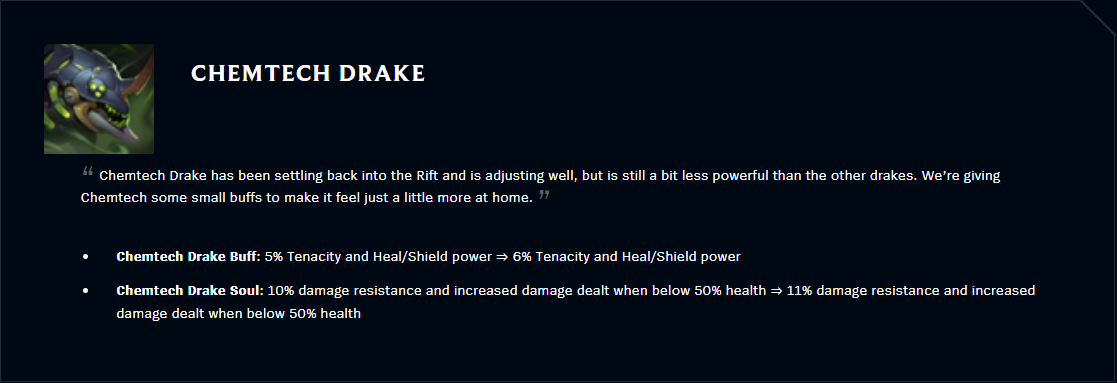 CHEMTECH DRAKE
“ Chemtech Drake has been settling back into the Rift and is adjusting well, but is still a bit less powerful than the other drakes. We’re giving
Chemtech some small buffs to make it feel just a little more at home. ”
• Chemtech Drake Buff: 5% Tenacity and Heal/Shield power ⇒ 6% Tenacity and Heal/Shield power
• Chemtech Drake Soul: 10% damage resistance and increased damage dealt when below 50% health ⇒ 11% damage resistance and increased
damage dealt when below 50% health